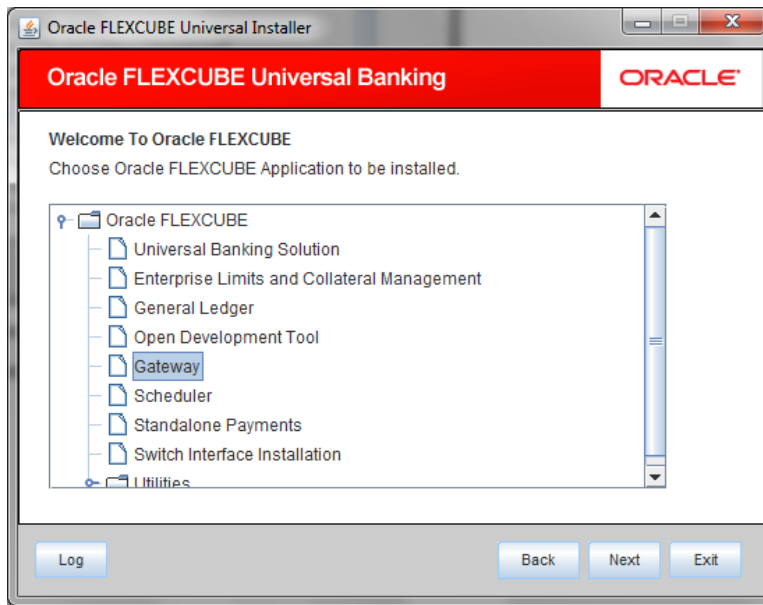 Oracle FLEXCUBE Universal Installer
Oracle FLEXCUBE Universal Banking
ORACLE
Welcome To Oracle FLEXCUBE
Choose Oracle FLEXCUBE Application to be installed.
Oracle FLEXCUBE
Universal Banking Solution
Enterprise Limits and Collateral Management
General Ledger
Open Development Tool
Gateway
Scheduler
Standalone Payments
Switch Interface Installation
Utilities
Log Back Next Exit